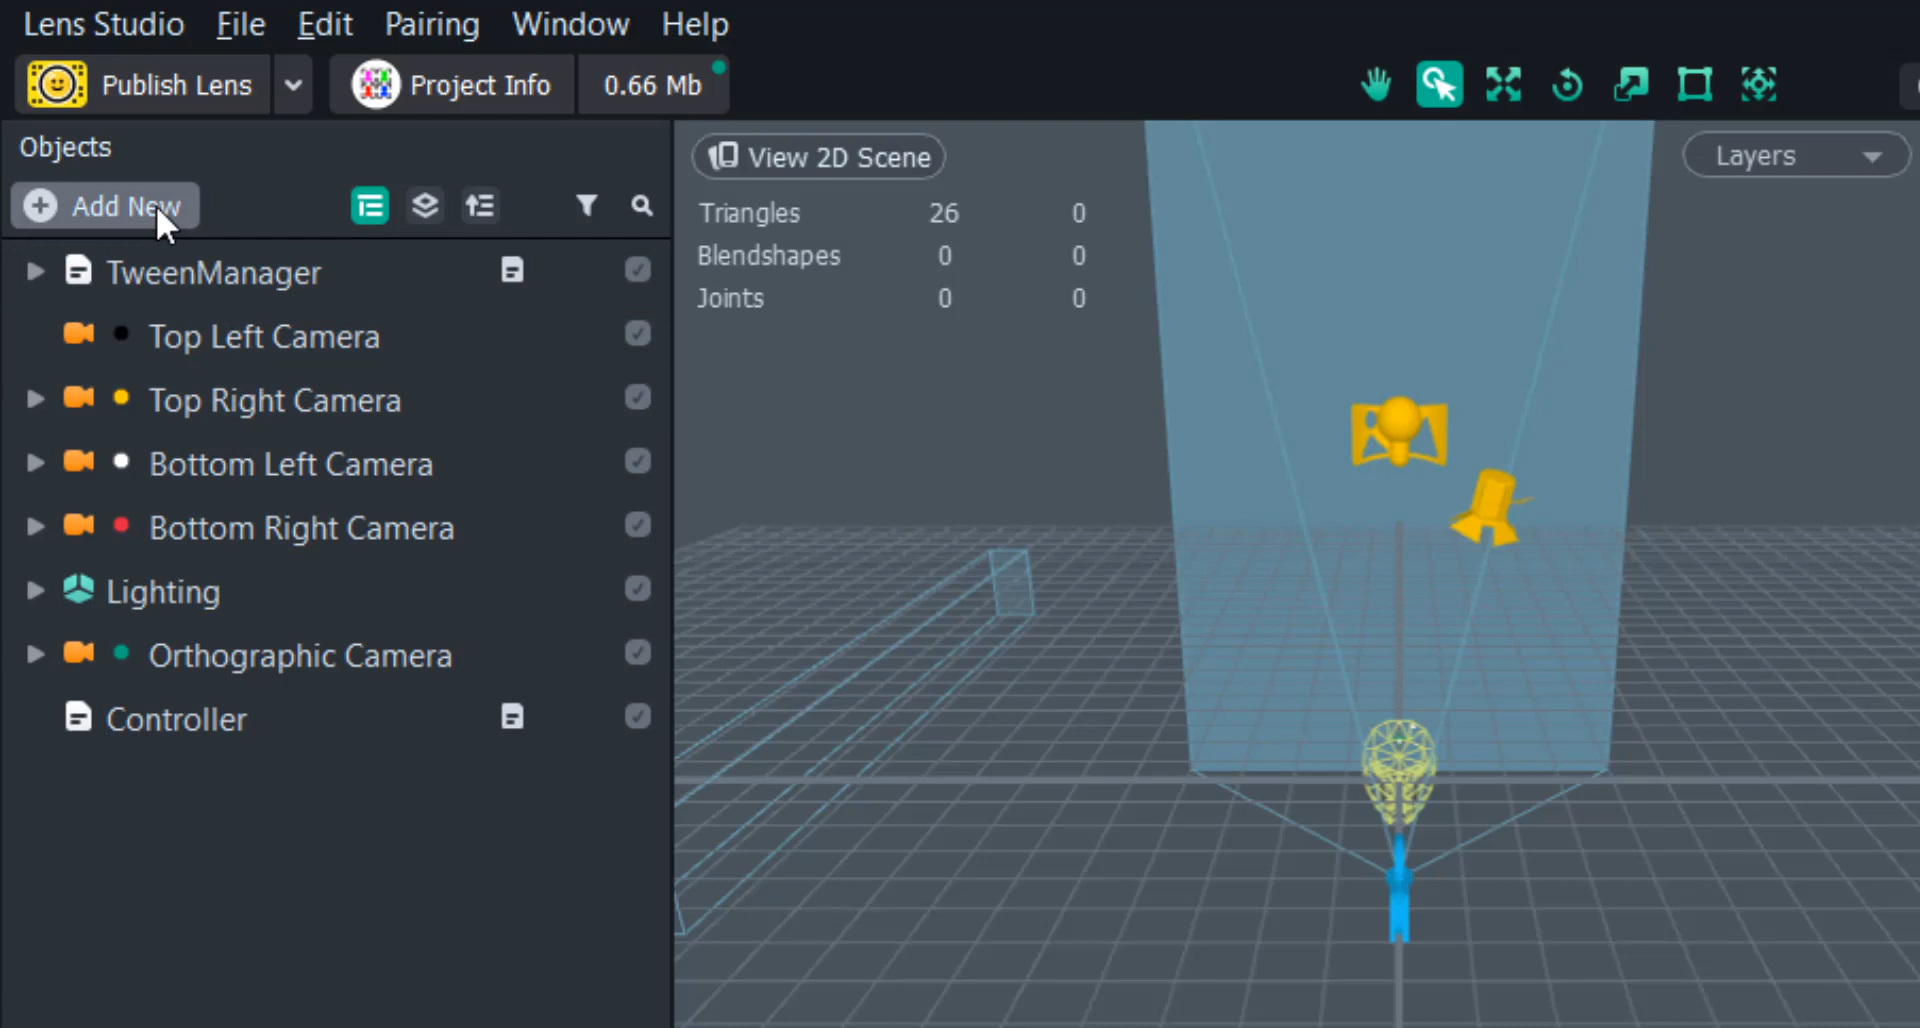 Lens Studio File Edit Pairing Window Help
Publish Lens Project Info 0.66 Mb
Objects
Add New
TweenManager
Top Left Camera
Top Right Camera
Bottom Left Camera
Bottom Right Camera
Lighting
Orthographic Camera
Controller
View 2D Scene
Layers
Triangles 26 0
Blendshapes 0 0
Joints 0 0